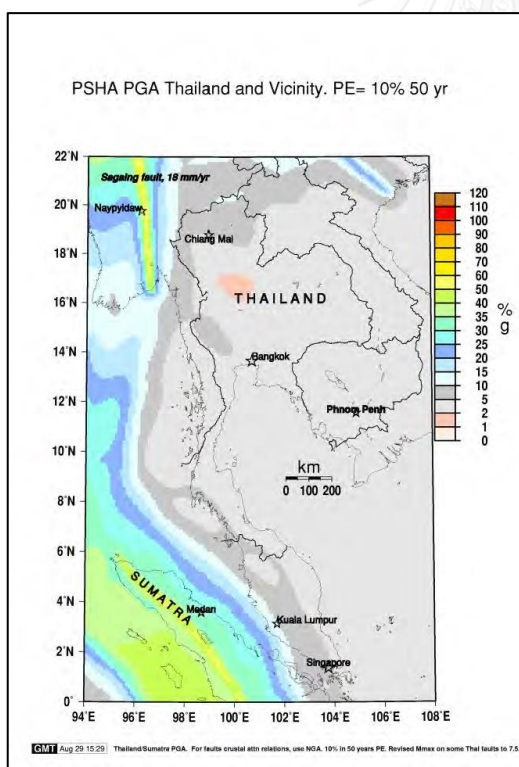 PSHA PGA Thailand and Vicinity. PE= 10% 50 yr
22˚N
Sagaing fault, 18 mm/yr
20˚N
Naypyidaw
Chiang Mai
18˚N
THAILAND
16˚N
14˚N
Bangkok
12˚N
Phnom Penh
10˚N
km
0 100 200
8˚N
6˚N
SUMATRA
4˚N
Medan
Kuala Lumpur
2˚N
Singapore
0˚
94˚E 96˚E 98˚E 100˚E 102˚E 104˚E 106˚E 108˚E
120
110
100
90
80
70
60
50
40
35
30
25
20
15
10
5
2
1
0
% g
GMT Aug 29 15:29 Thailand/Sumatra PGA. For faults crustal attn relations, use NGA. 10% in 50 years PE. Revised Mmax on some Thai faults to 7.5.